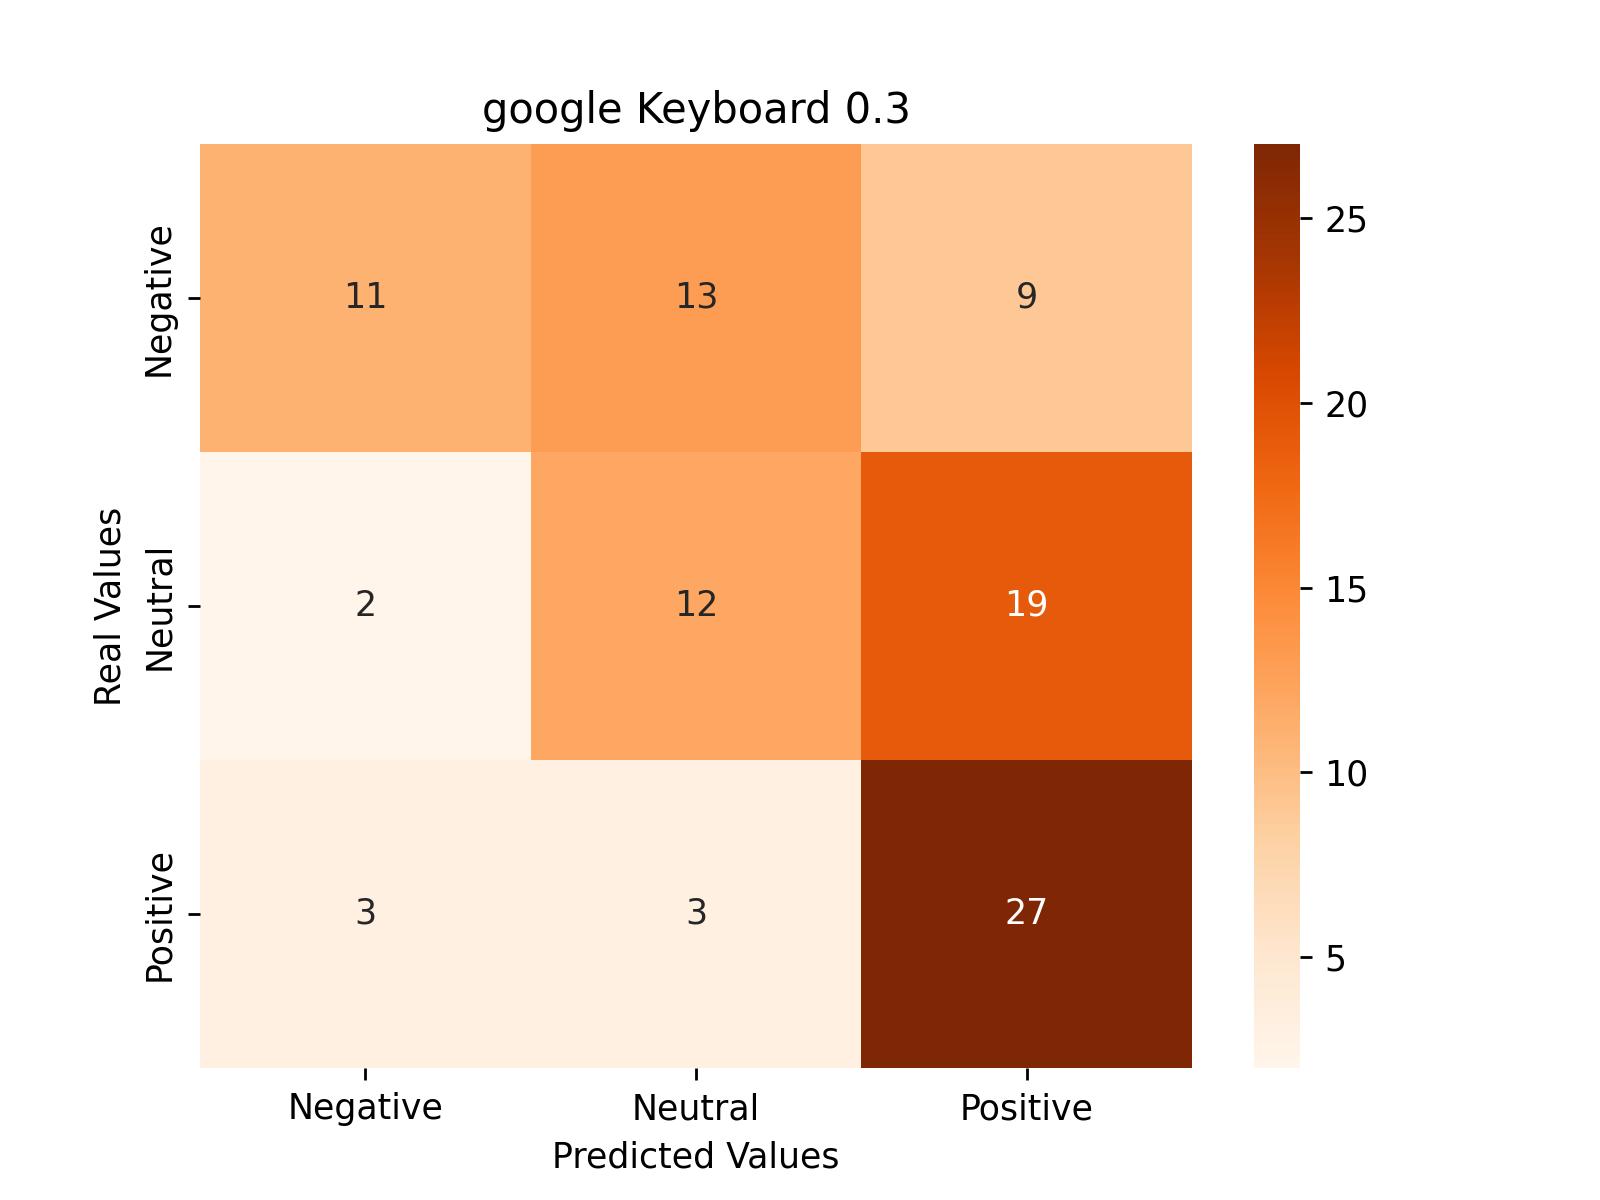 google Keyboard 0.3
Real Values
Negative
11 13 9
Neutral
2 12 19
Positive
3 3 27
Negative Neutral Positive
Predicted Values
25
20
15
10
5